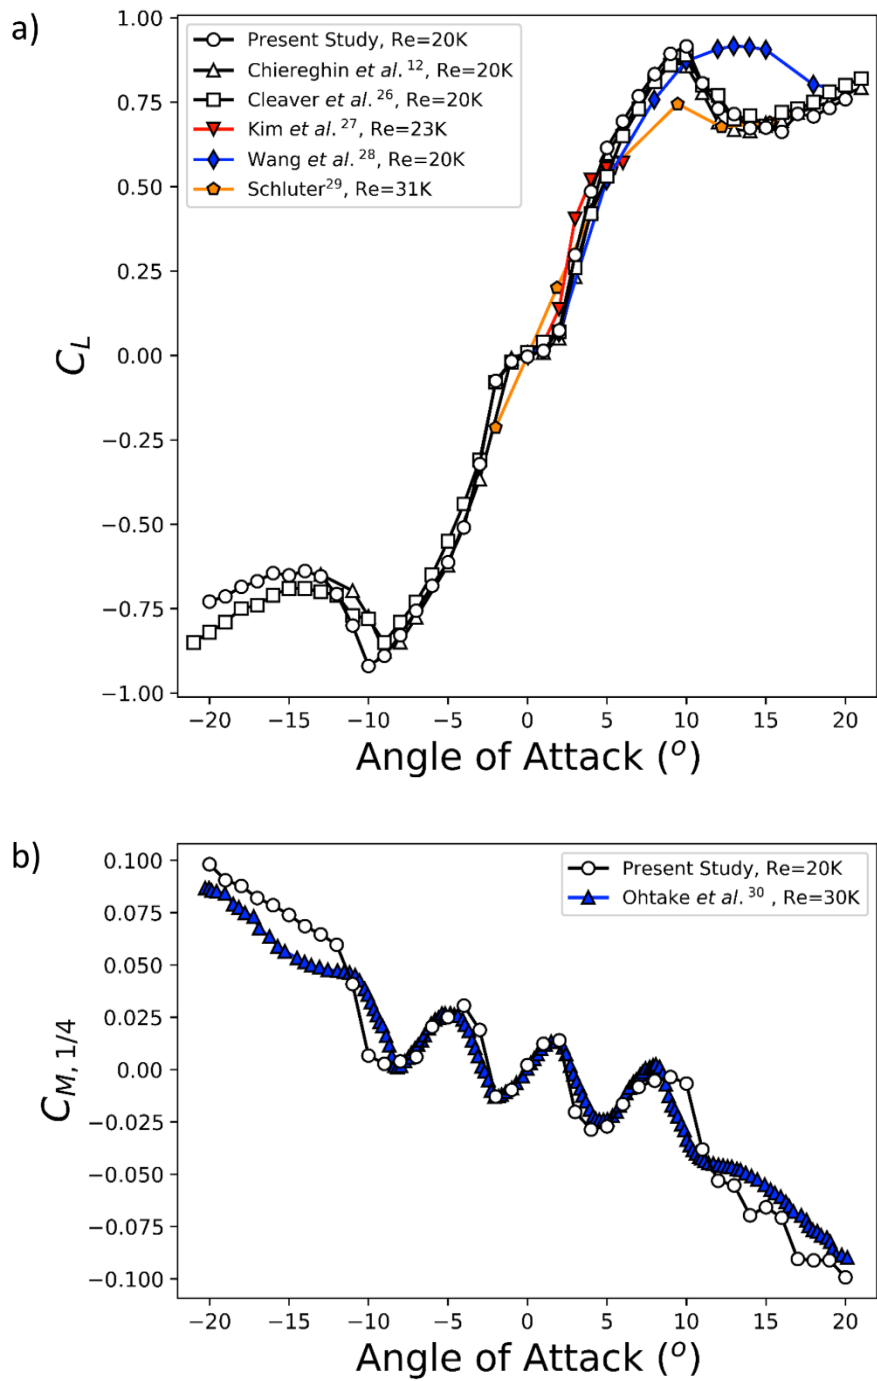 a)
1.00
0.75
0.50
0.25
0.00
−0.25
−0.50
−0.75
−1.00
C_L
Present Study, Re=20K
Chiereghin et al.¹², Re=20K
Cleaver et al.²⁶, Re=20K
Kim et al.²⁷, Re=23K
Wang et al.²⁸, Re=20K
Schluter²⁹, Re=31K
−20 −15 −10 −5 0 5 10 15 20
Angle of Attack (°)
b)
0.100
0.075
0.050
0.025
0.000
−0.025
−0.050
−0.075
−0.100
C_M, 1/4
Present Study, Re=20K
Ohtake et al.³⁰ , Re=30K
−20 −15 −10 −5 0 5 10 15 20
Angle of Attack (°)